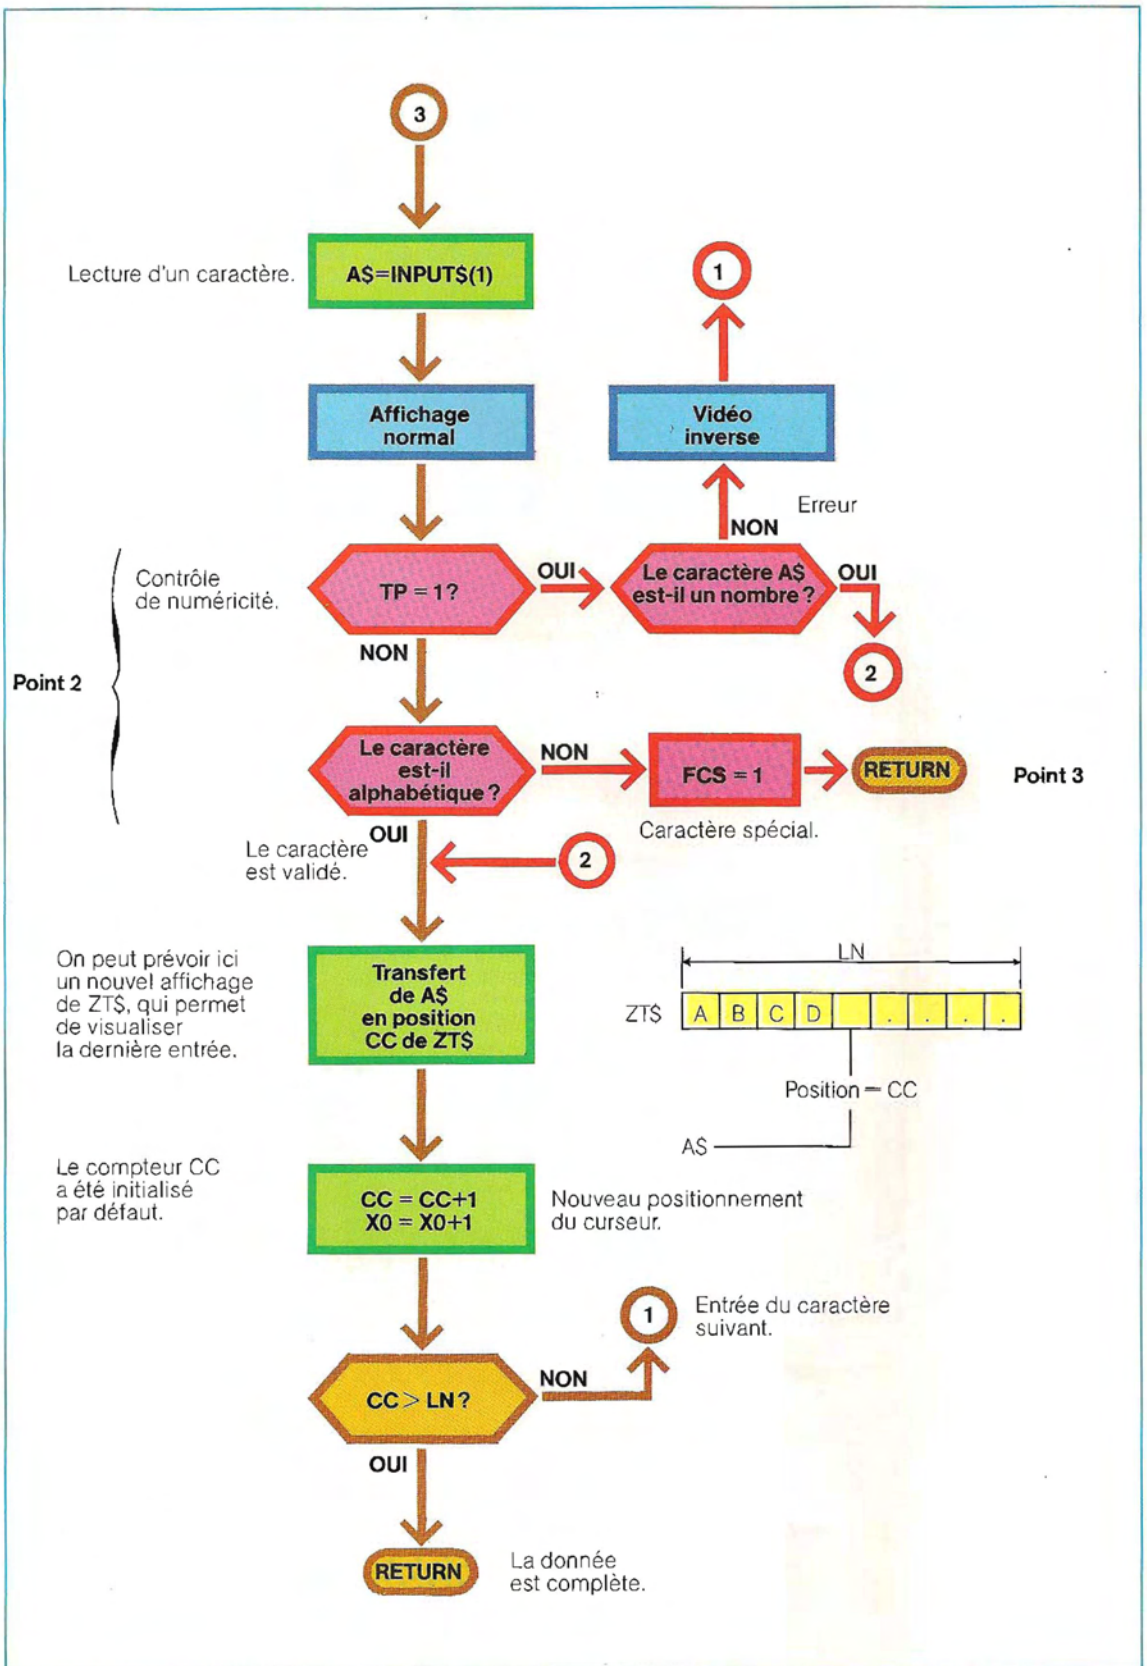 3
Lecture d'un caractère.
A$=INPUT$(1)
1
Affichage
normal
Vidéo
inverse
Erreur
NON
Contrôle
de numéricité.
TP = 1?
OUI
Le caractère A$
est-il un nombre?
OUI
NON
2
Point 2
Le caractère
est-il
alphabétique?
NON
FCS = 1
RETURN
Point 3
Caractère spécial.
OUI
Le caractère
est validé.
2
On peut prévoir ici
un nouvel affichage
de ZT$, qui permet
de visualiser
la dernière entrée.
Transfert
de A$
en position
CC de ZT$
LN
ZT$ A B C D . . . .
Position = CC
A$
Le compteur CC
a été initialisé
par défaut.
CC = CC+1
X0 = X0+1
Nouveau positionnement
du curseur.
1
Entrée du caractère
suivant.
CC > LN?
NON
OUI
RETURN
La donnée
est complète.